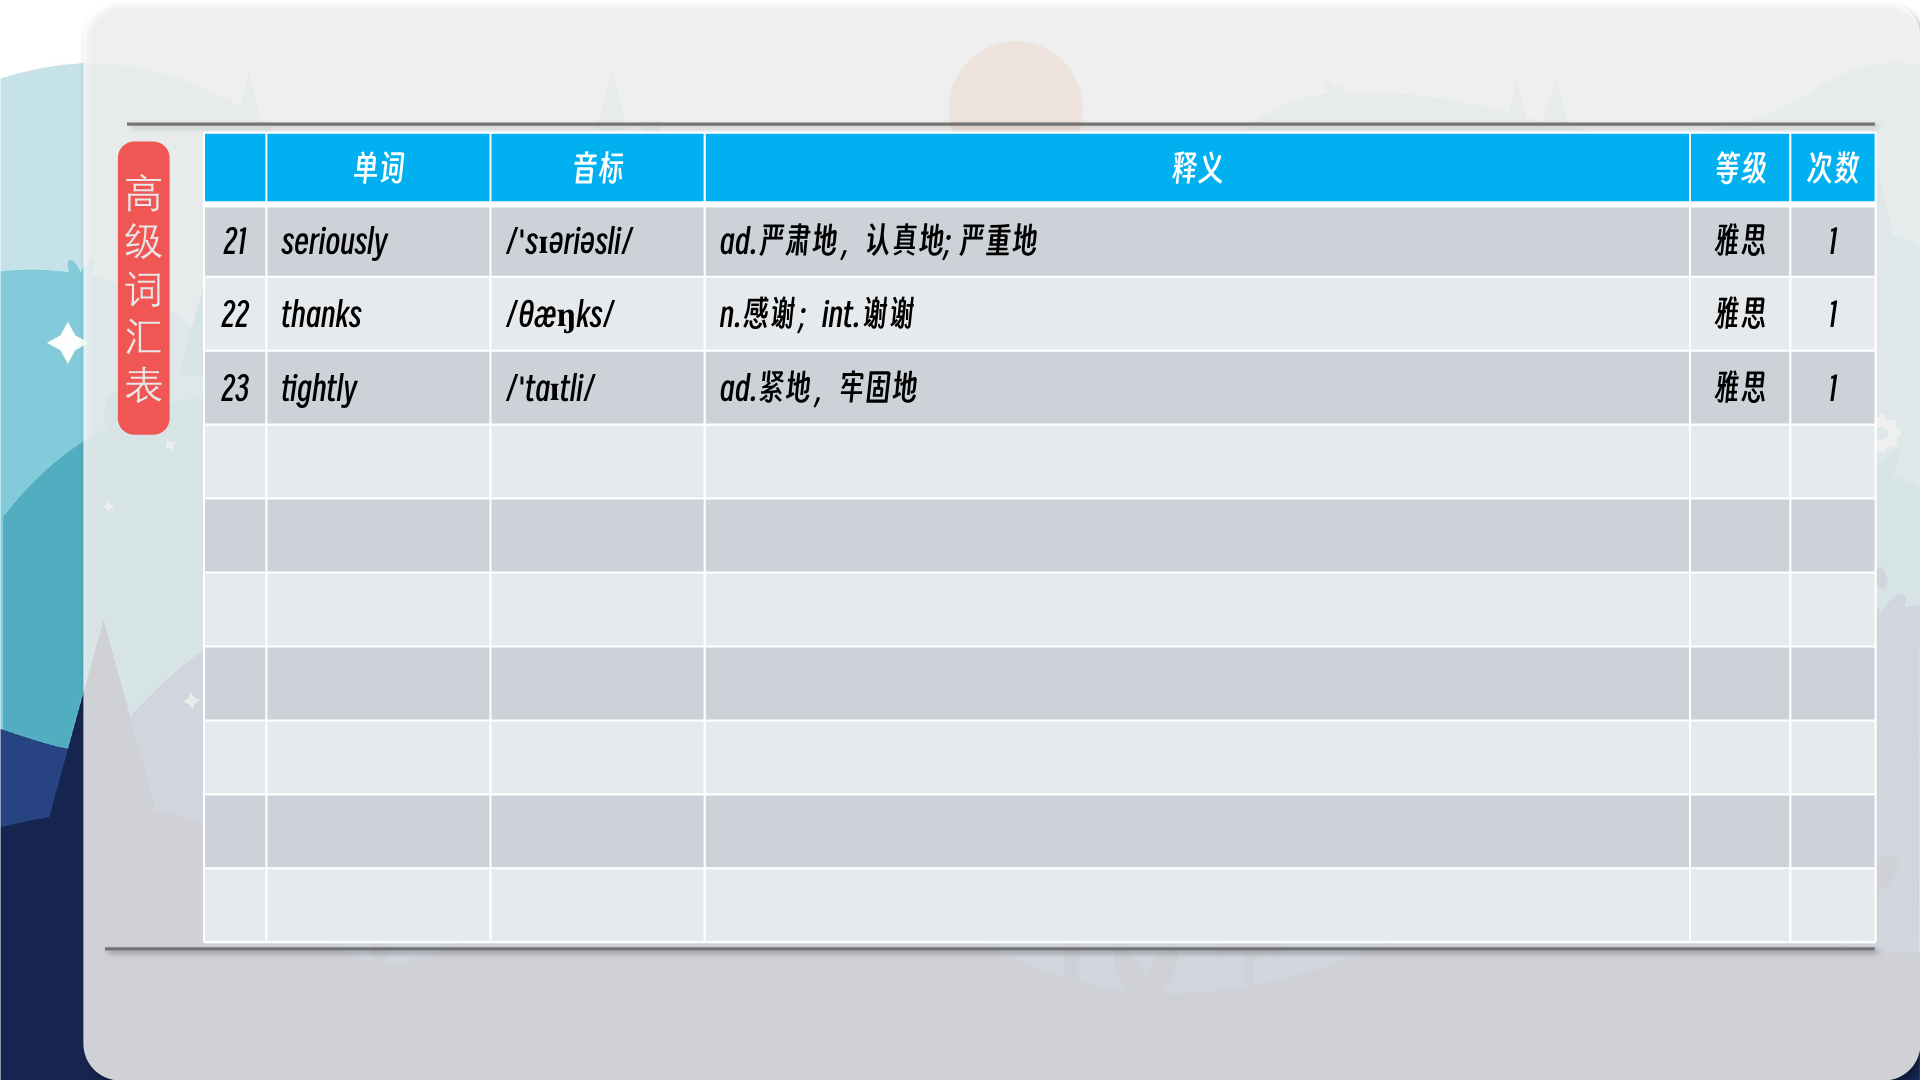 高级词汇表
单词 音标 释义 等级 次数
21 seriously /'sɪəriəsli/ ad.严肃地，认真地; 严重地 雅思 1
22 thanks /θæŋks/ n.感谢；int.谢谢 雅思 1
23 tightly /'taɪtli/ ad.紧地，牢固地 雅思 1